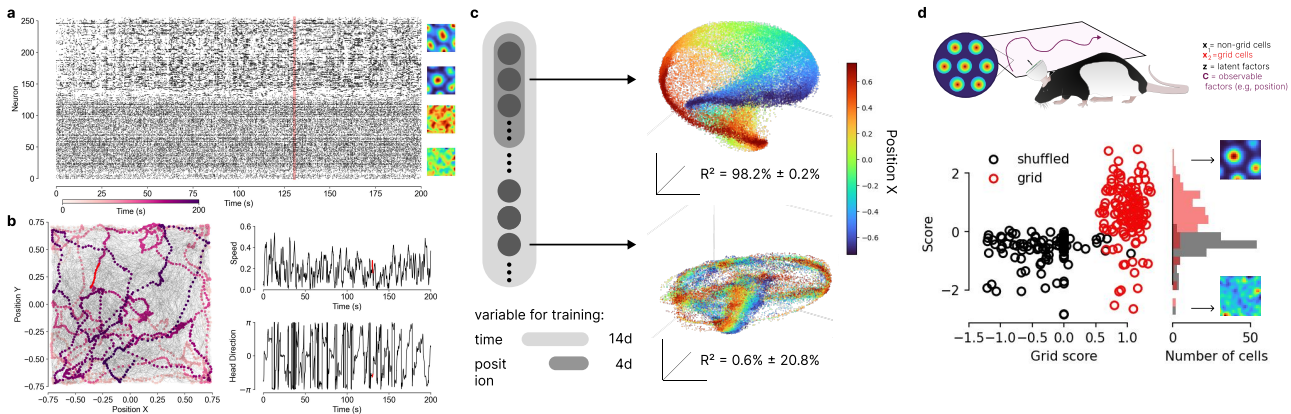 a
250
200
150
100
50
0
Neuron
0
25
50
75
100
125
150
175
200
Time (s)
0
200
Time (s)
b
0.75
0.50
0.25
0.00
−0.25
−0.50
−0.75
Position Y
−0.75
−0.50
−0.25
0.00
0.25
0.50
0.75
Position X
0.6
0.4
0.2
0.0
Speed
0
50
100
150
200
Time (s)
π
0
−π
Head Direction
0
50
100
150
200
Time (s)
c
variable for training:
time
14d
posit
ion
4d
R² = 98.2% ± 0.2%
R² = 0.6% ± 20.8%
0.6
0.4
0.2
0.0
−0.2
−0.4
−0.6
Position X
d
x₁= non-grid cells
x₂=grid cells
z = latent factors
C = observable
factors (e.g, position)
shuffled
grid
2
0
−2
Score
−1.5
−1.0
−0.5
0.0
0.5
1.0
Grid score
0
50
Number of cells